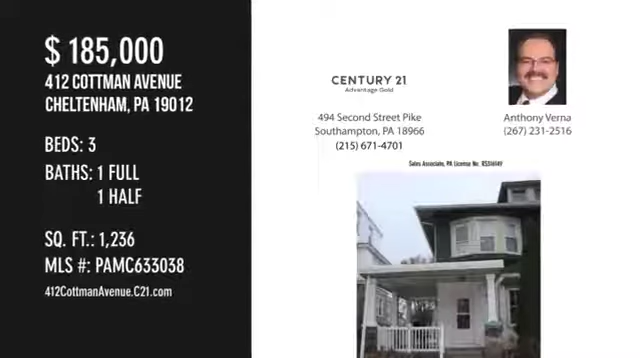 $ 185,000
412 COTTMAN AVENUE
CHELTENHAM, PA 19012
BEDS: 3
BATHS: 1 FULL
1 HALF
SQ. FT.: 1,236
MLS #: PAMC633038
412CottmanAvenue.C21.com
CENTURY 21
Advantage Gold
494 Second Street Pike
Southampton, PA 18966
(215) 671-4701
Anthony Verna
(267) 231-2516
Sales Associate, PA License No: RS316149